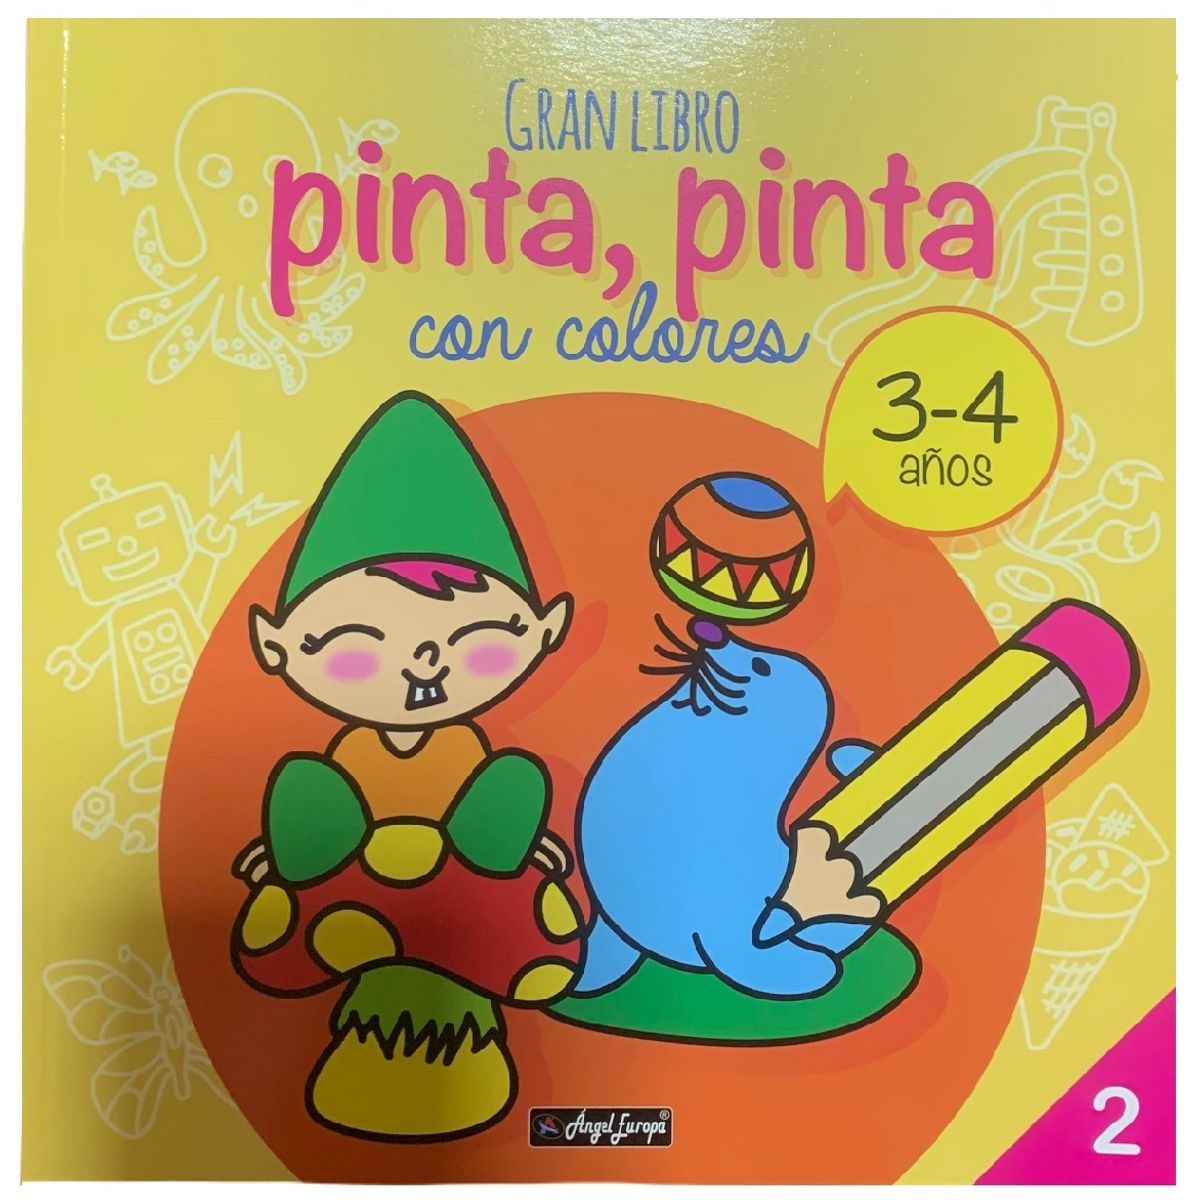 GRAN LIBRO
pinta, pinta
con colores
3-4
años
Ángel Europa®
2